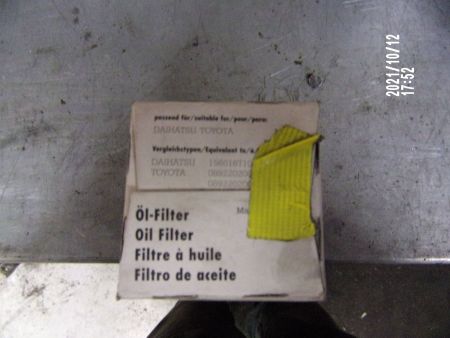 2021/10/12
17:52
passend für/suitable for/pour/para:
DAIHATSU TOYOTA
Vergleichstypen/Equivalent to/
DAIHATSU
TOYOTA
Öl-Filter
Oil Filter
Filtre à huile
Filtro de aceite